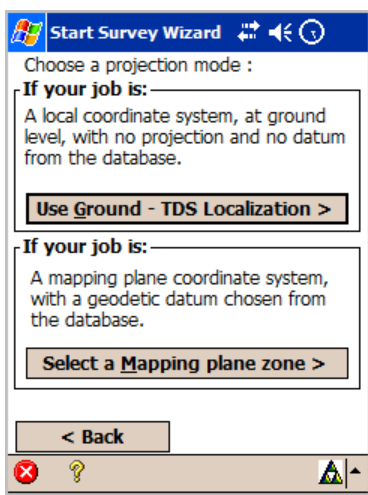 Start Survey Wizard
Choose a projection mode :
If your job is:
A local coordinate system, at ground
level, with no projection and no datum
from the database.
Use Ground - TDS Localization >
If your job is:
A mapping plane coordinate system,
with a geodetic datum chosen from
the database.
Select a Mapping plane zone >
< Back